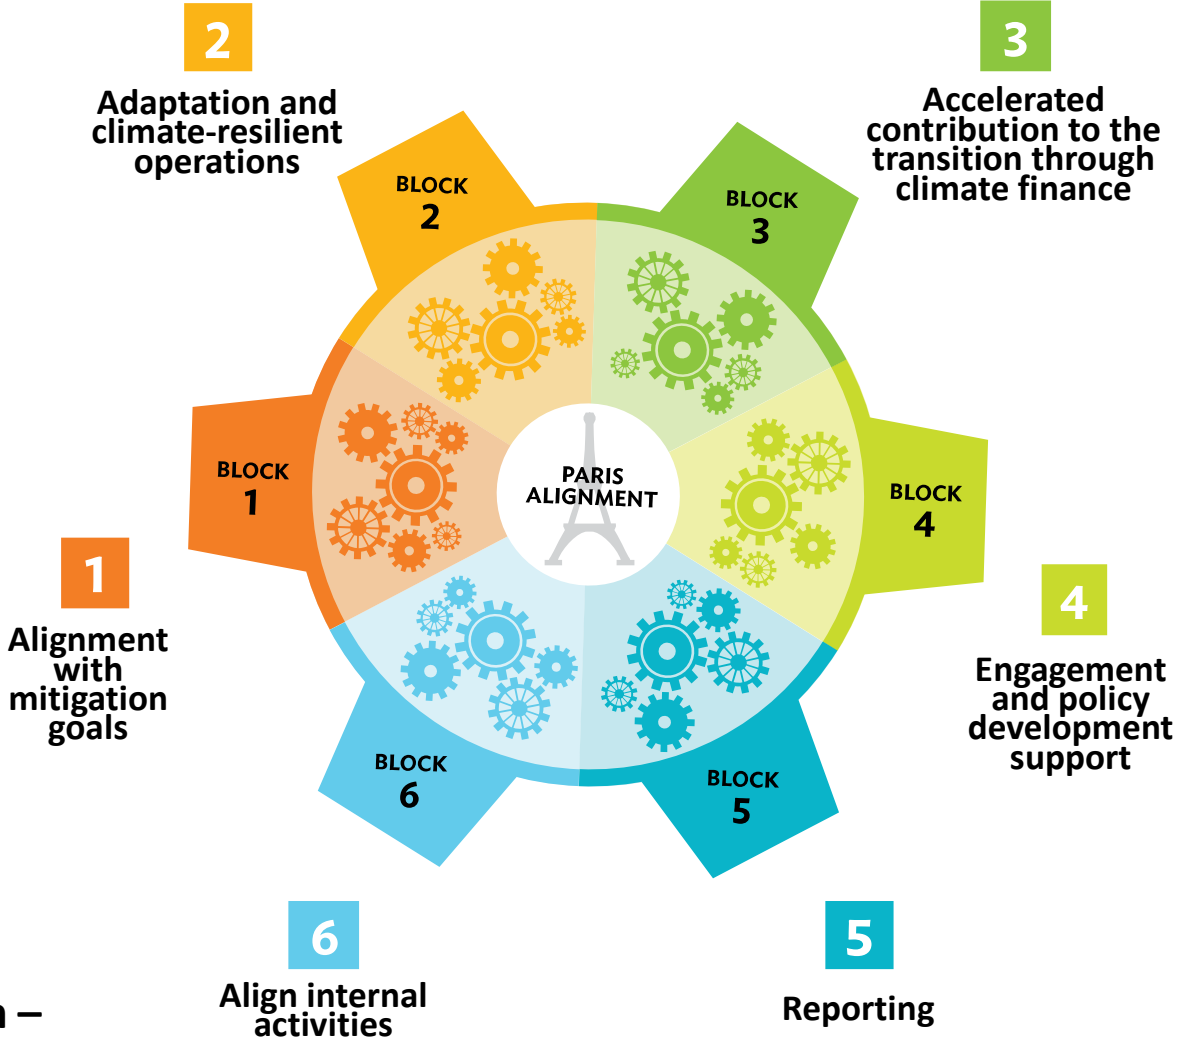 2
Adaptation and
climate-resilient
operations
3
Accelerated
contribution to the
transition through
climate finance
BLOCK
2
BLOCK
3
BLOCK
1
PARIS
ALIGNMENT
BLOCK
4
1
Alignment
with
mitigation
goals
4
Engagement
and policy
development
support
BLOCK
6
BLOCK
5
6
Align internal
activities
5
Reporting
–